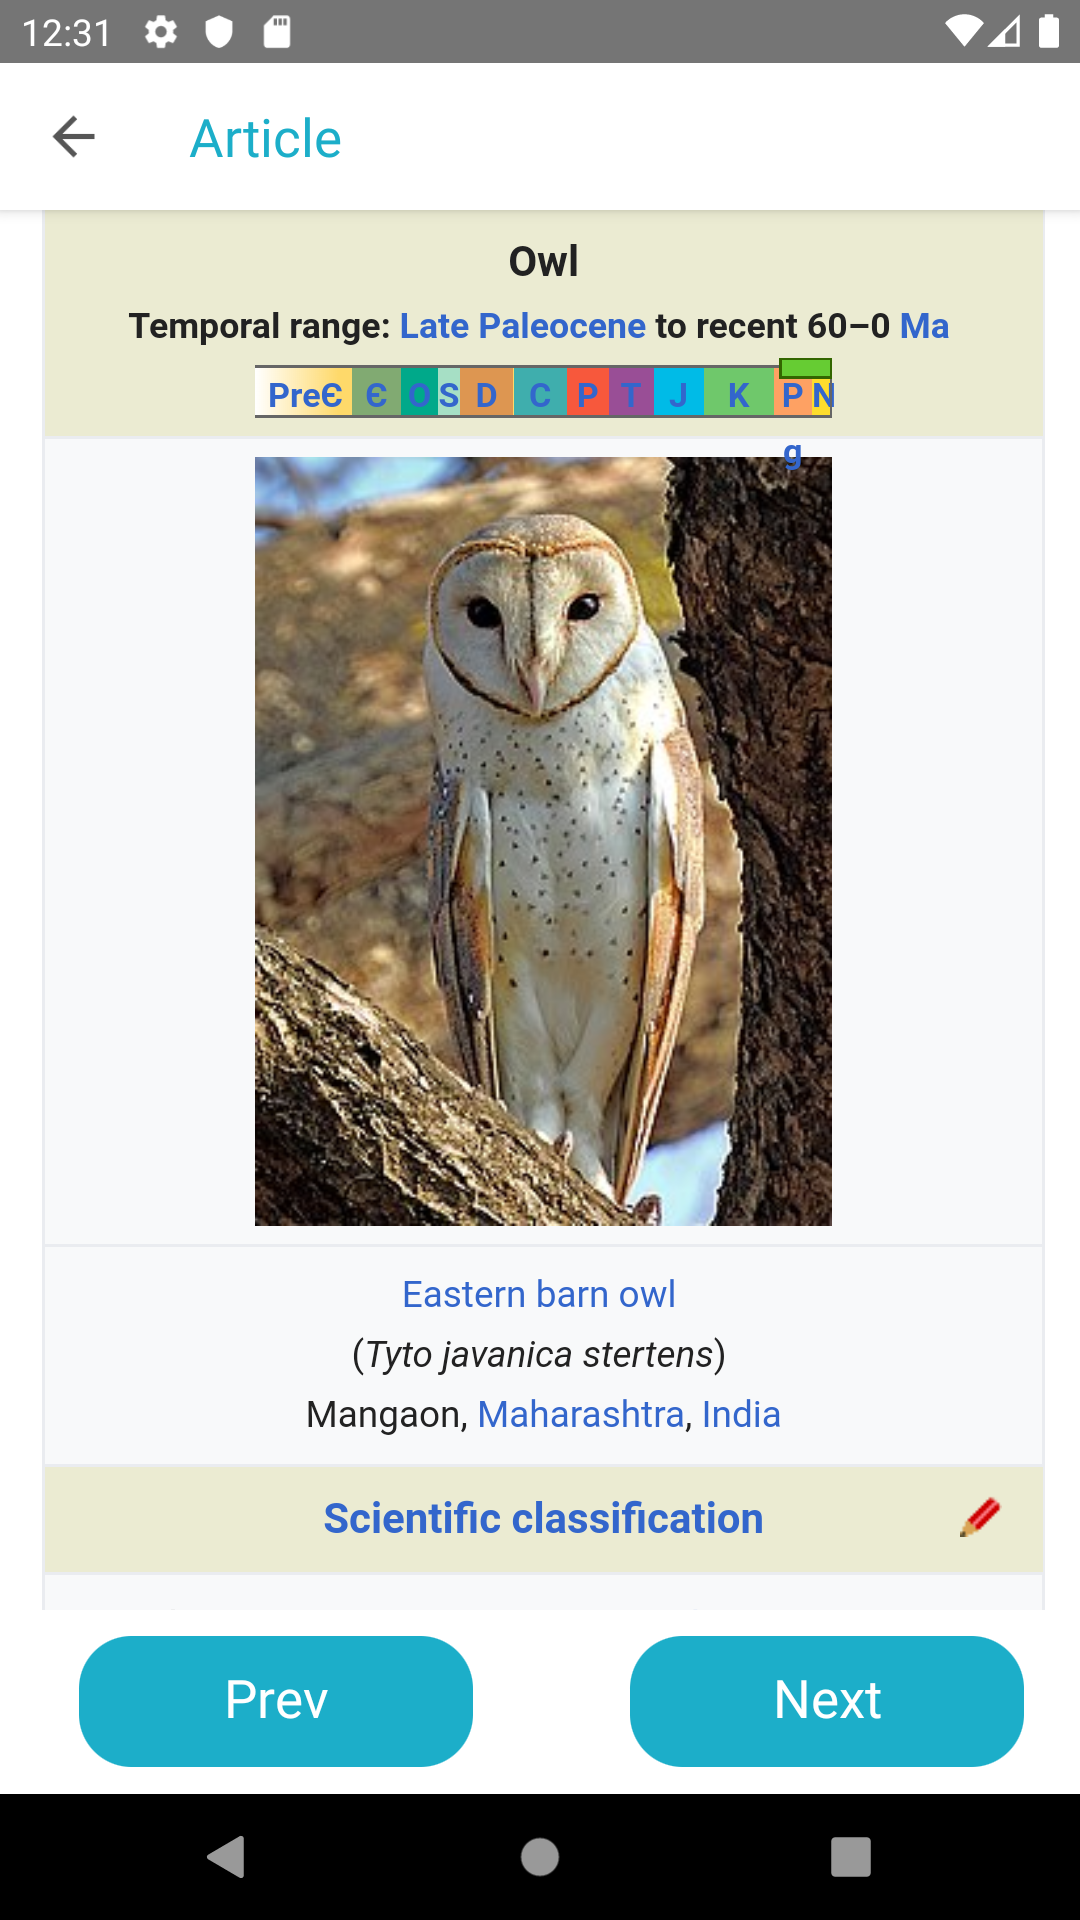 12:31
Article
Owl
Temporal range: Late Paleocene to recent 60–0 Ma
PreЄ Є O S D C P T J K P N
g
Eastern barn owl
(Tyto javanica stertens)
Mangaon, Maharashtra, India
Scientific classification
Prev Next